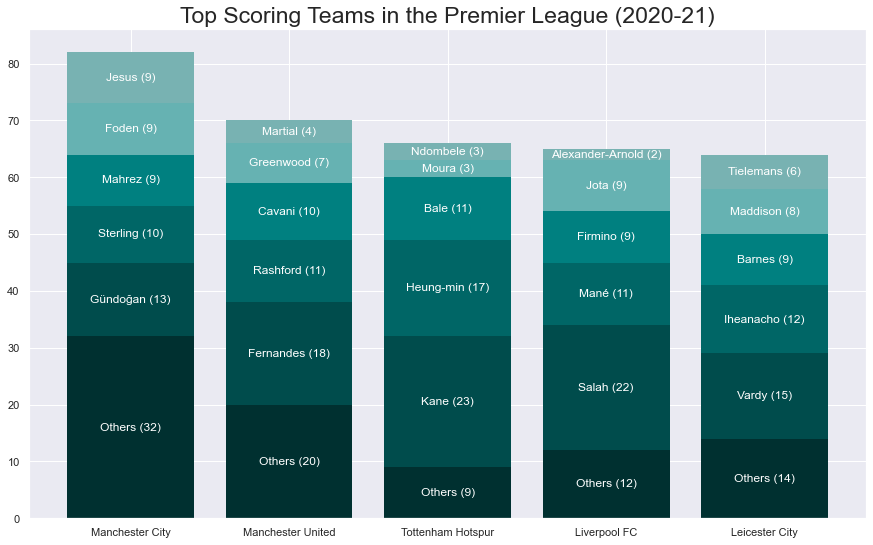 Top Scoring Teams in the Premier League (2020-21)
80
70
60
50
40
30
20
10
0
Jesus (9)
Foden (9)
Mahrez (9)
Sterling (10)
Gündoğan (13)
Others (32)
Manchester City
Martial (4)
Greenwood (7)
Cavani (10)
Rashford (11)
Fernandes (18)
Others (20)
Manchester United
Ndombele (3)
Moura (3)
Bale (11)
Heung-min (17)
Kane (23)
Others (9)
Tottenham Hotspur
Alexander-Arnold (2)
Jota (9)
Firmino (9)
Mané (11)
Salah (22)
Others (12)
Liverpool FC
Tielemans (6)
Maddison (8)
Barnes (9)
Iheanacho (12)
Vardy (15)
Others (14)
Leicester City